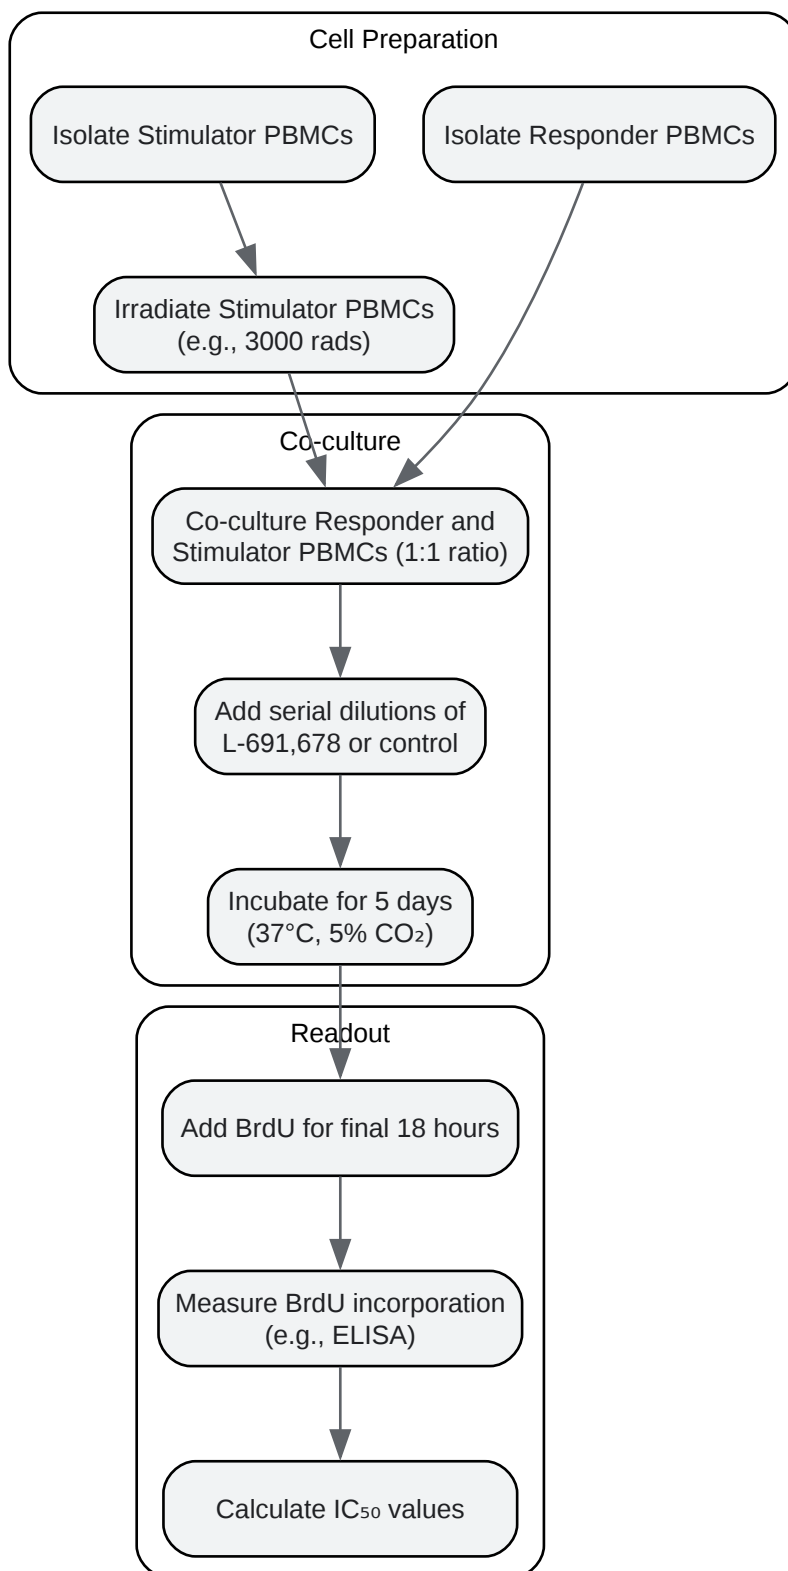 Cell Preparation
Isolate Stimulator PBMCs
Isolate Responder PBMCs
Irradiate Stimulator PBMCs
(e.g., 3000 rads)
Co-culture
Co-culture Responder and
Stimulator PBMCs (1:1 ratio)
Add serial dilutions of
L-691,678 or control
Incubate for 5 days
(37°C, 5% CO₂)
Readout
Add BrdU for final 18 hours
Measure BrdU incorporation
(e.g., ELISA)
Calculate IC₅₀ values